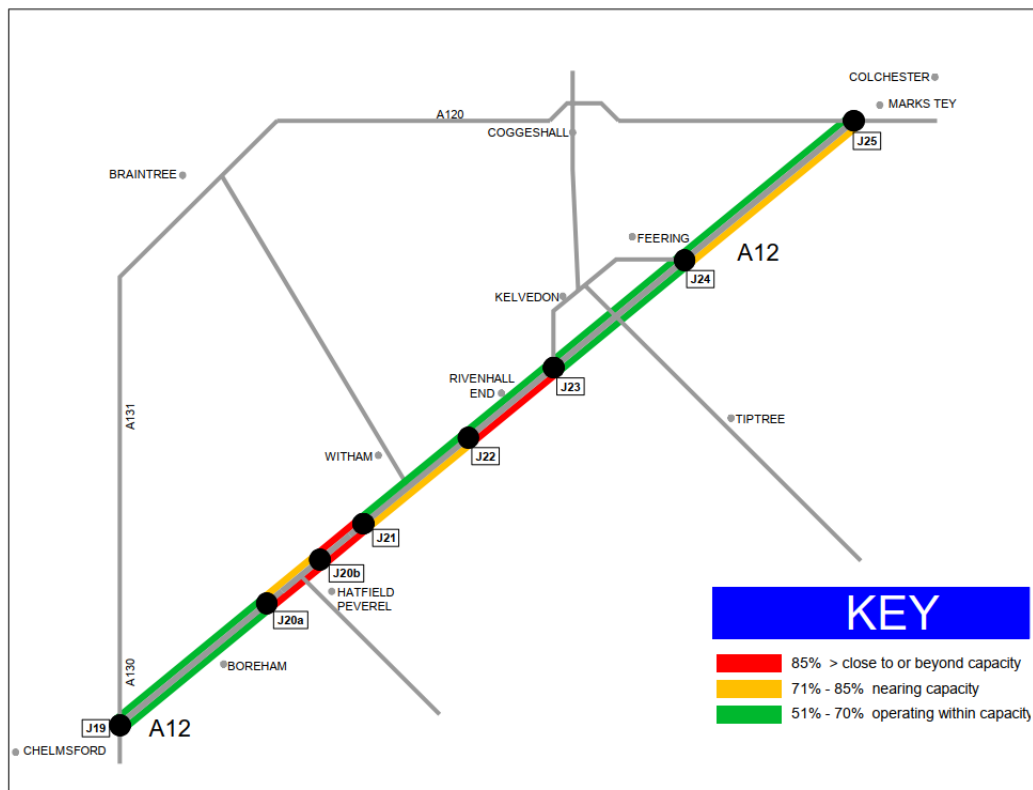 COLCHESTER
MARKS TEY
A120
COGGESHALL
J25
BRAINTREE
FEERING
A12
J24
KELVEDON
J23
RIVENHALL
END
A131
TIPTREE
WITHAM
J22
J21
J20b
HATFIELD
PEVEREL
J20a
KEY
BOREHAM
85% > close to or beyond capacity
71% - 85% nearing capacity
51% - 70% operating within capacity
A130
J19
A12
CHELMSFORD